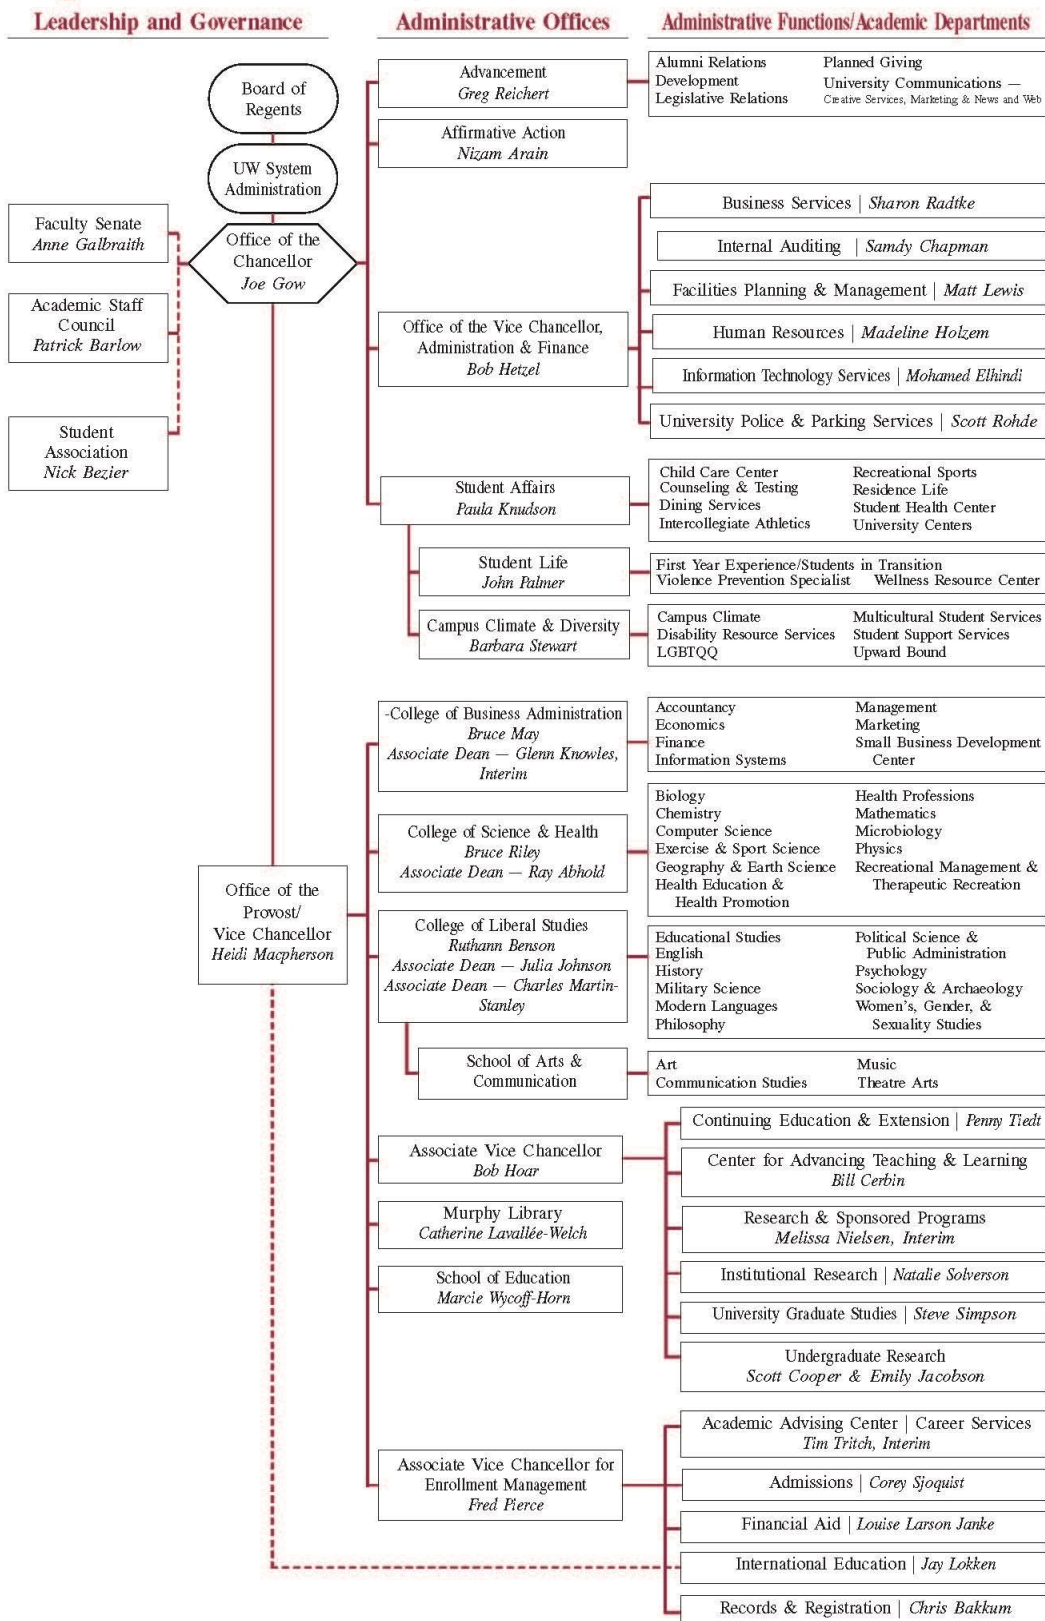 Leadership and Governance
Administrative Offices
Administrative Functions/Academic Departments
Board of
Regents
UW System
Administration
Office of the
Chancellor
Joe Gow
Faculty Senate
Anne Galbraith
Academic Staff
Council
Patrick Barlow
Student
Association
Nick Bezier
Advancement
Greg Reichert
Alumni Relations
Development
Legislative Relations
Planned Giving
University Communications —
Creative Services, Marketing & News and Web
Affirmative Action
Nizam Arain
Office of the Vice Chancellor,
Administration & Finance
Bob Hetzel
Business Services | Sharon Radtke
Internal Auditing | Samdy Chapman
Facilities Planning & Management | Matt Lewis
Human Resources | Madeline Holzem
Information Technology Services | Mohamed Elhindi
University Police & Parking Services | Scott Rohde
Student Affairs
Paula Knudson
Child Care Center
Counseling & Testing
Dining Services
Intercollegiate Athletics
Recreational Sports
Residence Life
Student Health Center
University Centers
Student Life
John Palmer
First Year Experience/Students in Transition
Violence Prevention Specialist Wellness Resource Center
Campus Climate & Diversity
Barbara Stewart
Campus Climate
Disability Resource Services
LGBTQQ
Multicultural Student Services
Student Support Services
Upward Bound
Office of the
Provost/
Vice Chancellor
Heidi Macpherson
-College of Business Administration
Bruce May
Associate Dean — Glenn Knowles,
Interim
Accountancy
Economics
Finance
Information Systems
Management
Marketing
Small Business Development
Center
College of Science & Health
Bruce Riley
Associate Dean — Ray Abhold
Biology
Chemistry
Computer Science
Exercise & Sport Science
Geography & Earth Science
Health Education &
Health Promotion
Health Professions
Mathematics
Microbiology
Physics
Recreational Management &
Therapeutic Recreation
College of Liberal Studies
Ruthann Benson
Associate Dean — Julia Johnson
Associate Dean — Charles Martin-
Stanley
Educational Studies
English
History
Military Science
Modern Languages
Philosophy
Political Science &
Public Administration
Psychology
Sociology & Archaeology
Women's, Gender, &
Sexuality Studies
School of Arts &
Communication
Art
Communication Studies
Music
Theatre Arts
Associate Vice Chancellor
Bob Hoar
Continuing Education & Extension | Penny Tiedt
Center for Advancing Teaching & Learning
Bill Cerbin
Research & Sponsored Programs
Melissa Nielsen, Interim
Institutional Research | Natalie Solverson
University Graduate Studies | Steve Simpson
Undergraduate Research
Scott Cooper & Emily Jacobson
Murphy Library
Catherine Lavallée-Welch
School of Education
Marcie Wycoff-Horn
Associate Vice Chancellor for
Enrollment Management
Fred Pierce
Academic Advising Center | Career Services
Tim Tritch, Interim
Admissions | Corey Sjoquist
Financial Aid | Louise Larson Janke
International Education | Jay Lokken
Records & Registration | Chris Bakkum